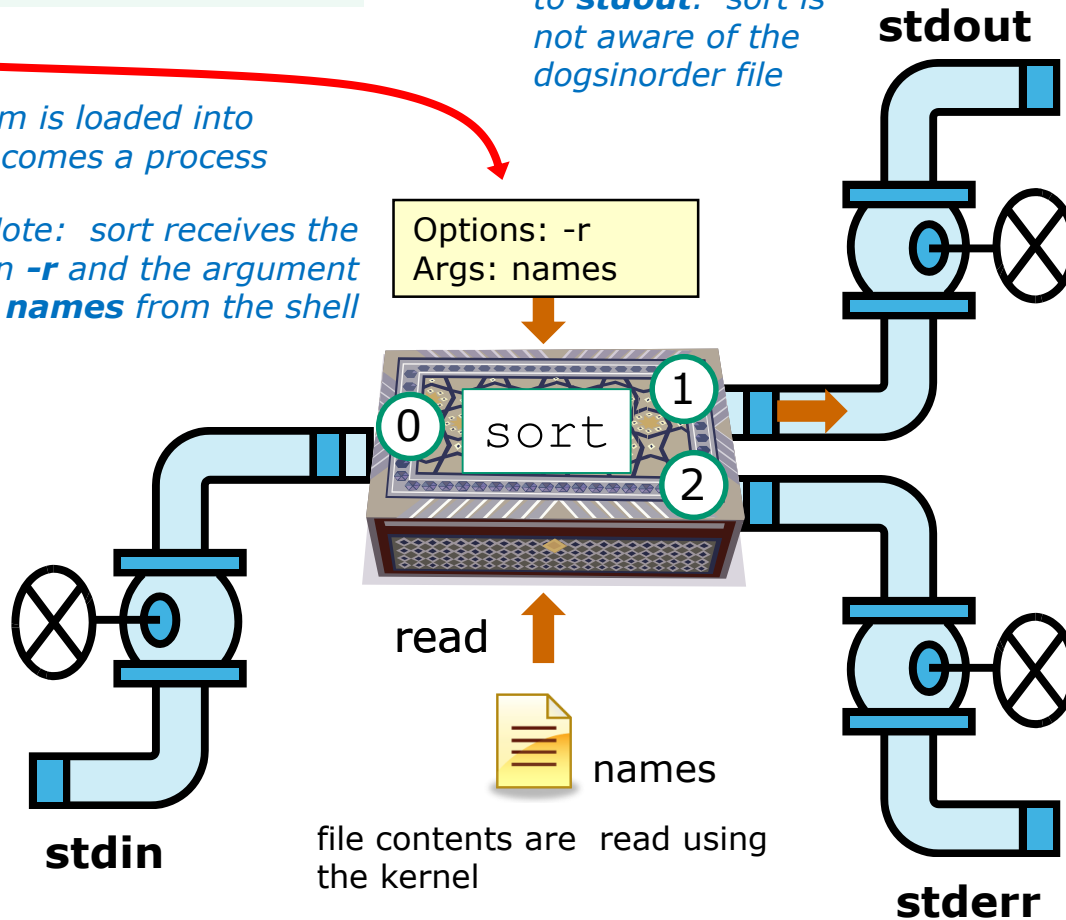 to stdout: sort is
not aware of the
dogsinorder file
stdout
m is loaded into
comes a process
ote: sort receives the
n -r and the argument
names from the shell
Options: -r
Args: names
0
sort
1
2
read
names
file contents are read using
the kernel
stdin
stderr